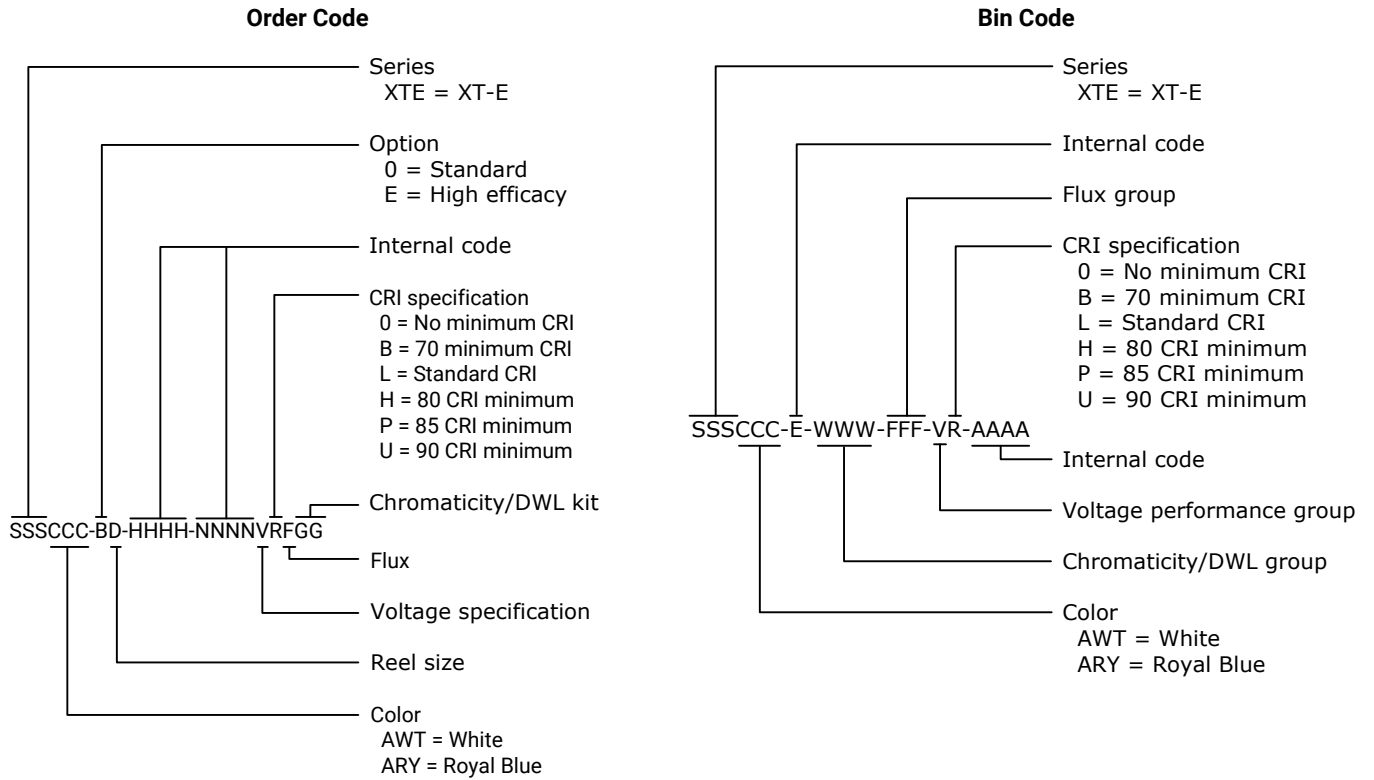 Order Code
Series
XTE = XT-E
Option
0 = Standard
E = High efficacy
Internal code
CRI specification
0 = No minimum CRI
B = 70 minimum CRI
L = Standard CRI
H = 80 CRI minimum
P = 85 CRI minimum
U = 90 CRI minimum
Chromaticity/DWL kit
SSSCCC-BD-HHHH-NNNNVRFGG
Flux
Voltage specification
Reel size
Color
AWT = White
ARY = Royal Blue
Bin Code
Series
XTE = XT-E
Internal code
Flux group
CRI specification
0 = No minimum CRI
B = 70 minimum CRI
L = Standard CRI
H = 80 CRI minimum
P = 85 CRI minimum
U = 90 CRI minimum
SSSCCC-E-WWW-FFF-VR-AAAA
Internal code
Voltage performance group
Chromaticity/DWL group
Color
AWT = White
ARY = Royal Blue